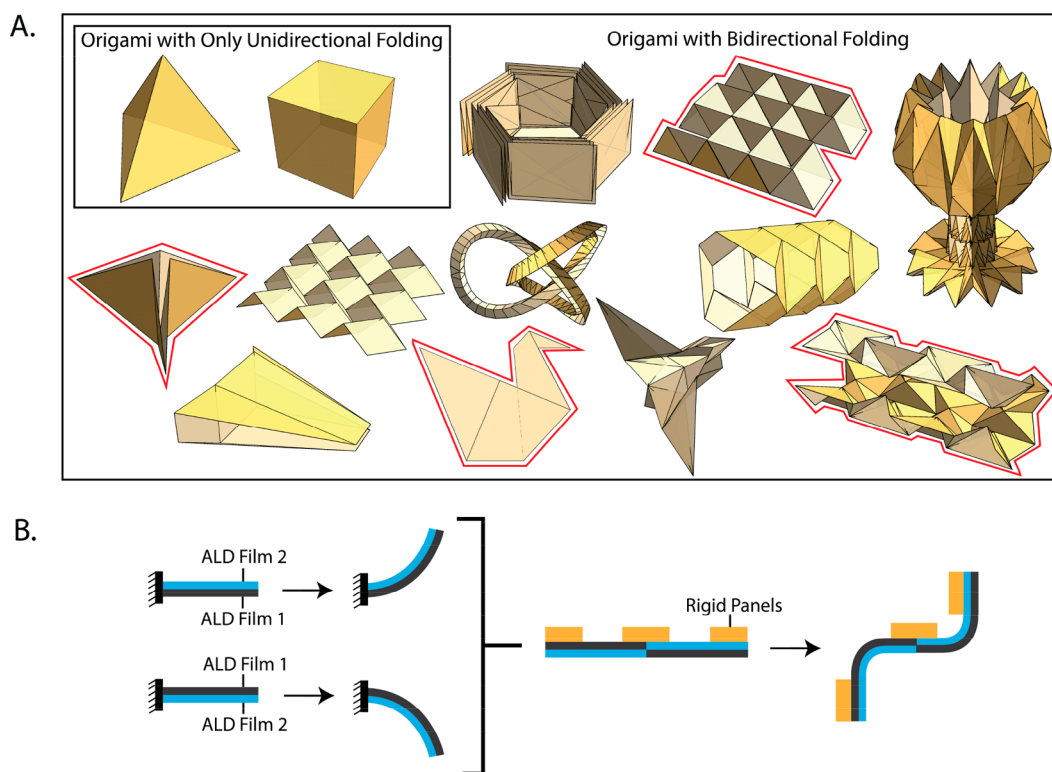 A.
Origami with Only Unidirectional Folding
Origami with Bidirectional Folding
B.
ALD Film 2
ALD Film 1
ALD Film 1
ALD Film 2
Rigid Panels